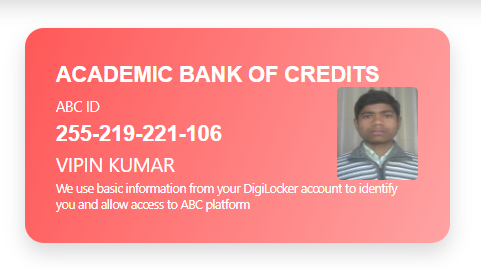 ACADEMIC BANK OF CREDITS
ABC ID
255-219-221-106
VIPIN KUMAR
We use basic information from your DigiLocker account to identify
you and allow access to ABC platform